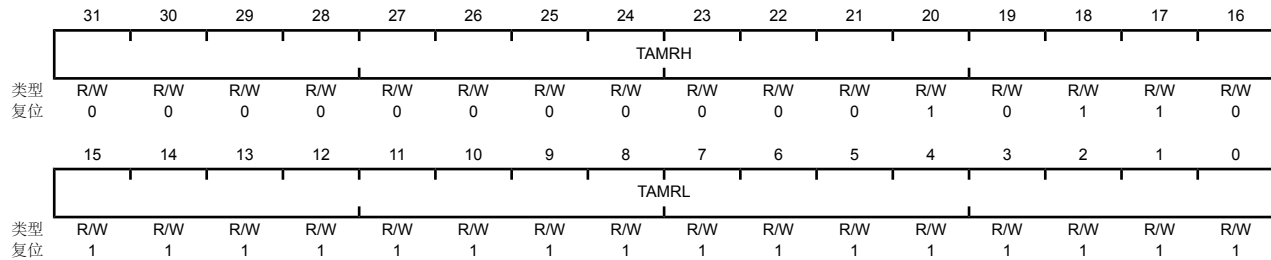 31 30 29 28 27 26 25 24 23 22 21 20 19 18 17 16
TAMRH
类型 R/W R/W R/W R/W R/W R/W R/W R/W R/W R/W R/W R/W R/W R/W R/W R/W
复位 0 0 0 0 0 0 0 0 0 0 0 1 0 1 1 0
15 14 13 12 11 10 9 8 7 6 5 4 3 2 1 0
TAMRL
类型 R/W R/W R/W R/W R/W R/W R/W R/W R/W R/W R/W R/W R/W R/W R/W R/W
复位 1 1 1 1 1 1 1 1 1 1 1 1 1 1 1 1